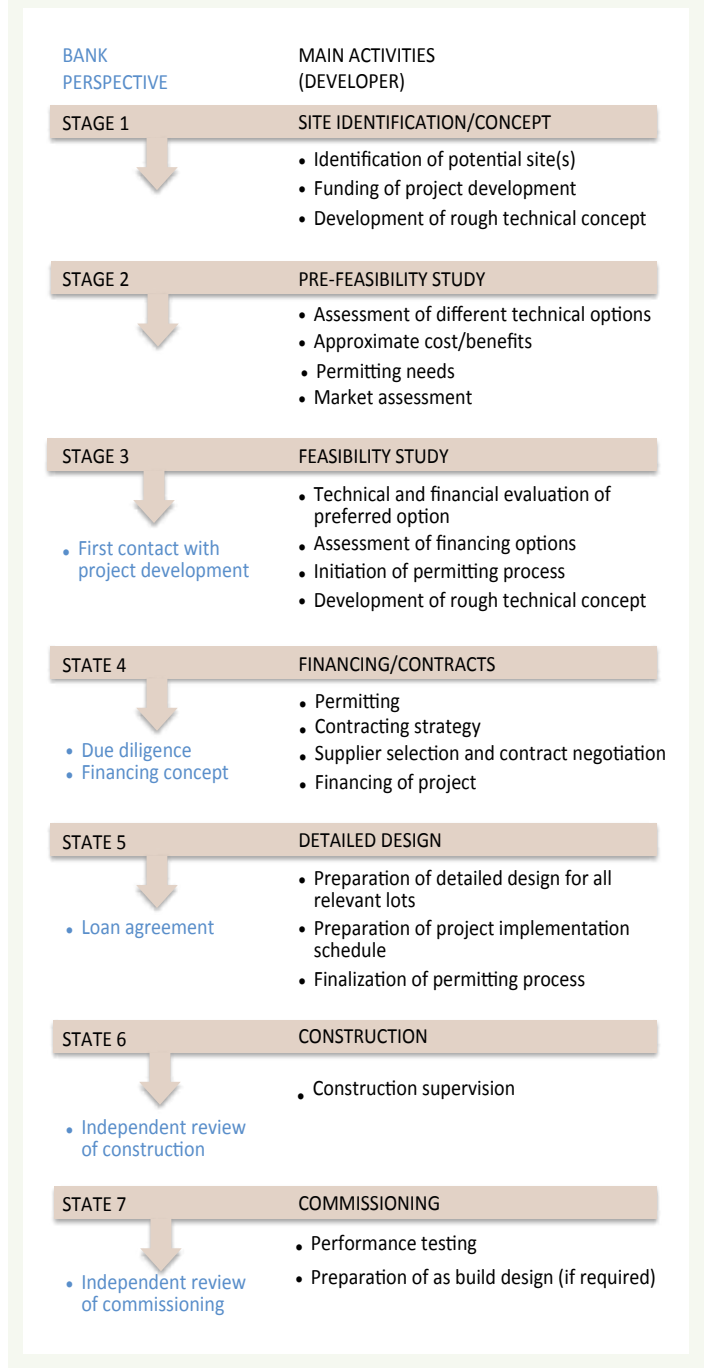 BANK
PERSPECTIVE
MAIN ACTIVITIES
(DEVELOPER)
STAGE 1
SITE IDENTIFICATION/CONCEPT
• Identification of potential site(s)
• Funding of project development
• Development of rough technical concept
STAGE 2
PRE-FEASIBILITY STUDY
• Assessment of different technical options
• Approximate cost/benefits
• Permitting needs
• Market assessment
STAGE 3
FEASIBILITY STUDY
• First contact with
project development
• Technical and financial evaluation of
preferred option
• Assessment of financing options
• Initiation of permitting process
• Development of rough technical concept
STATE 4
FINANCING/CONTRACTS
• Due diligence
• Financing concept
• Permitting
• Contracting strategy
• Supplier selection and contract negotiation
• Financing of project
STATE 5
DETAILED DESIGN
• Loan agreement
• Preparation of detailed design for all
relevant lots
• Preparation of project implementation
schedule
• Finalization of permitting process
STATE 6
CONSTRUCTION
• Independent review
of construction
• Construction supervision
STATE 7
COMMISSIONING
• Independent review
of commissioning
• Performance testing
• Preparation of as build design (if required)